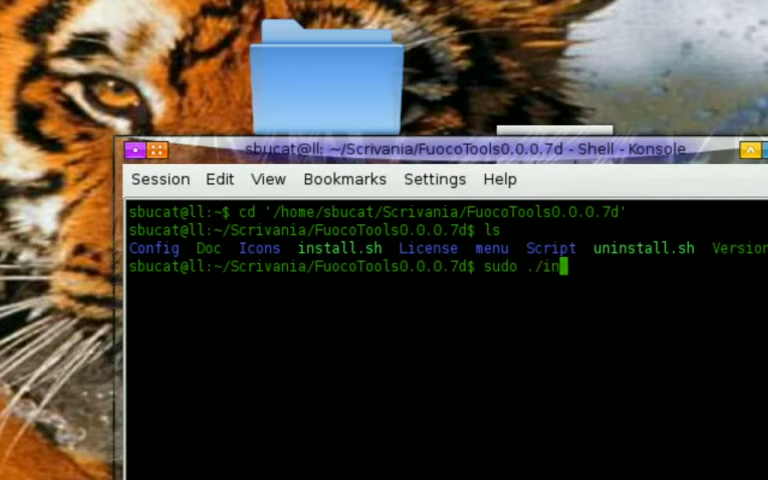 sbucat@ll: ~/Scrivania/FuocoTools0.0.0.7d - Shell - Konsole
Session Edit View Bookmarks Settings Help
sbucat@ll:~$ cd '/home/sbucat/Scrivania/FuocoTools0.0.0.7d'
sbucat@ll:~/Scrivania/FuocoTools0.0.0.7d$ ls
Config Doc Icons install.sh License menu Script uninstall.sh Version
sbucat@ll:~/Scrivania/FuocoTools0.0.0.7d$ sudo ./in